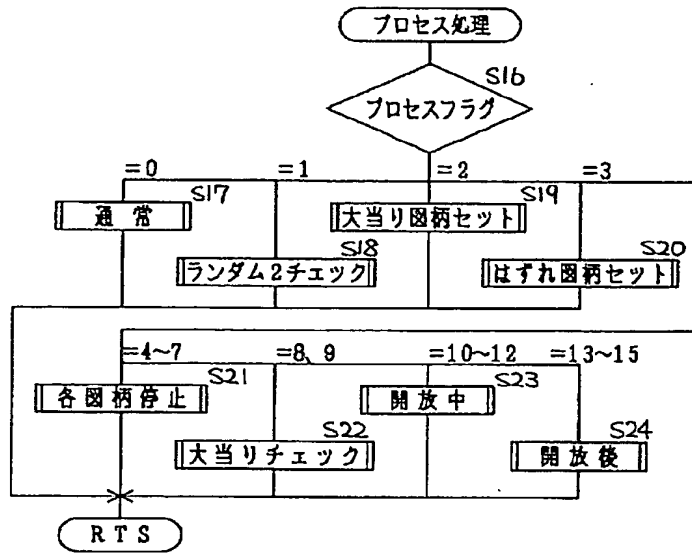 プロセス処理
S16
プロセスフラグ
=0
=1
=2
=3
S17
通常
S19
大当り図柄セット
S18
ランダム2チェック
S20
はずれ図柄セット
=4~7
=8、9
=10~12
=13~15
S21
各図柄停止
S23
開放中
S22
大当りチェック
S24
開放後
RTS